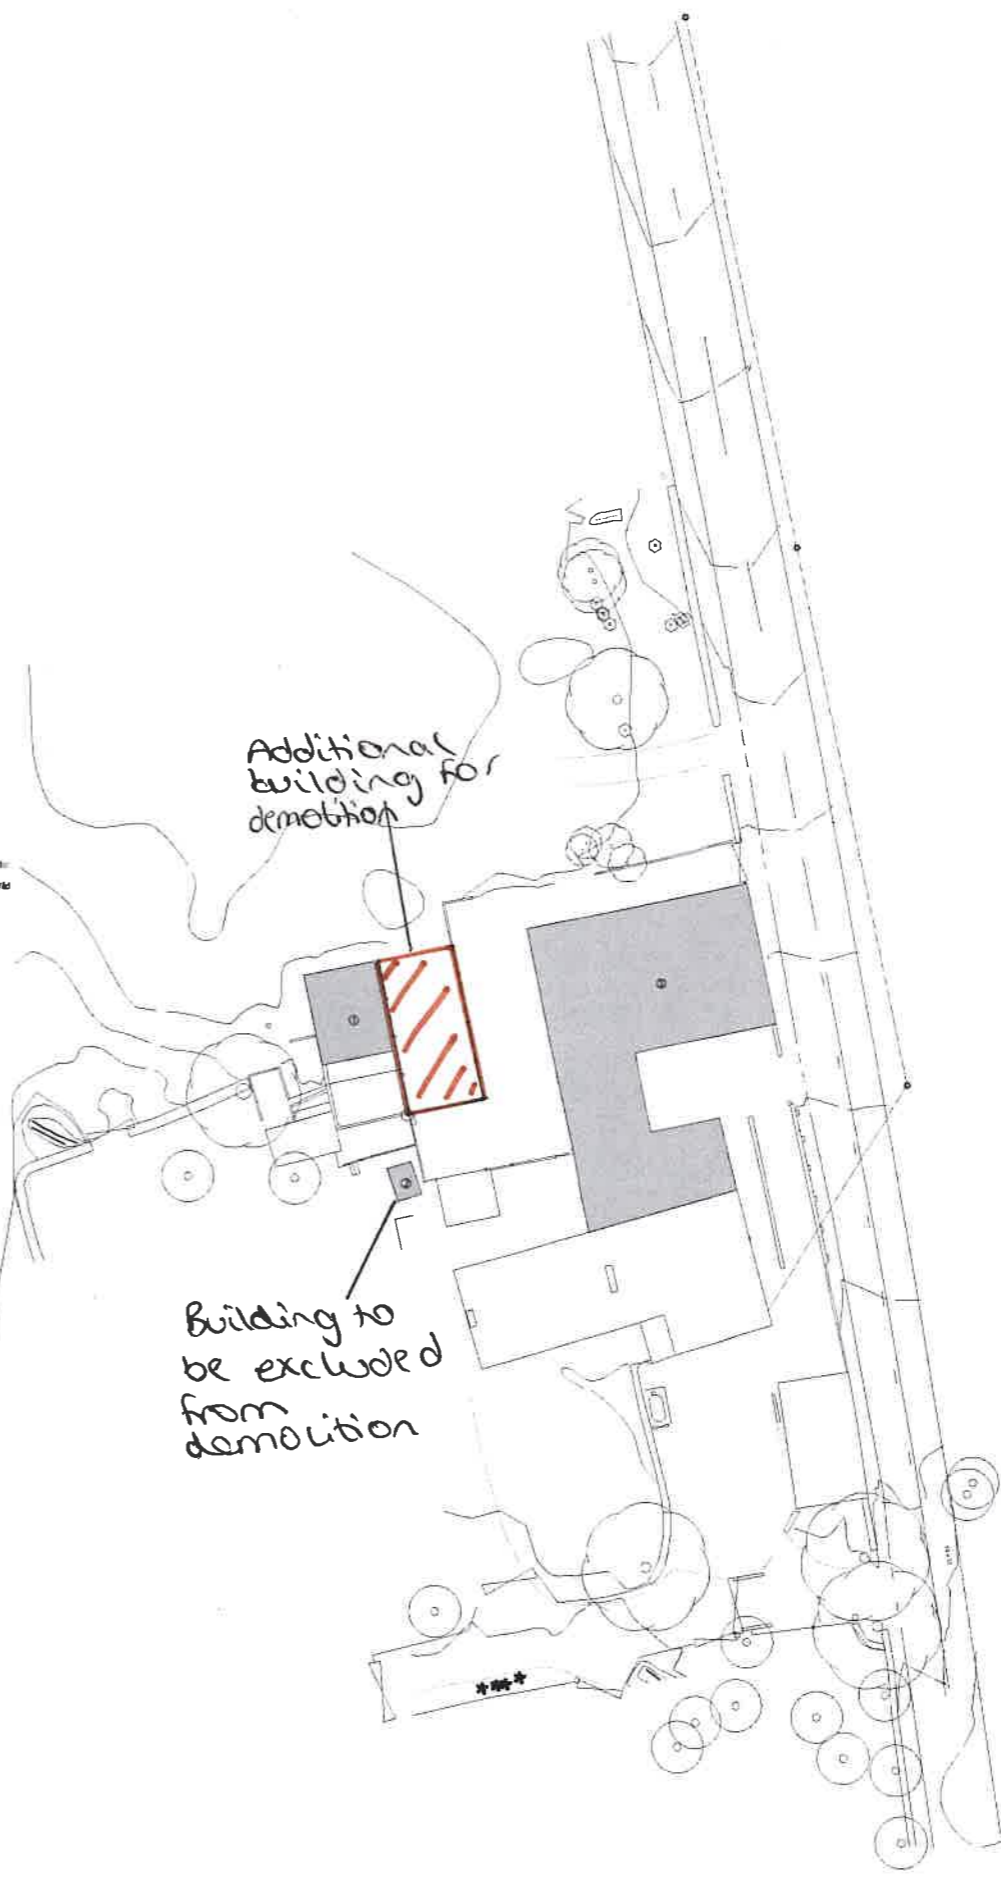 Additional
building for
demolition
Building to
be excluded
from
demolition